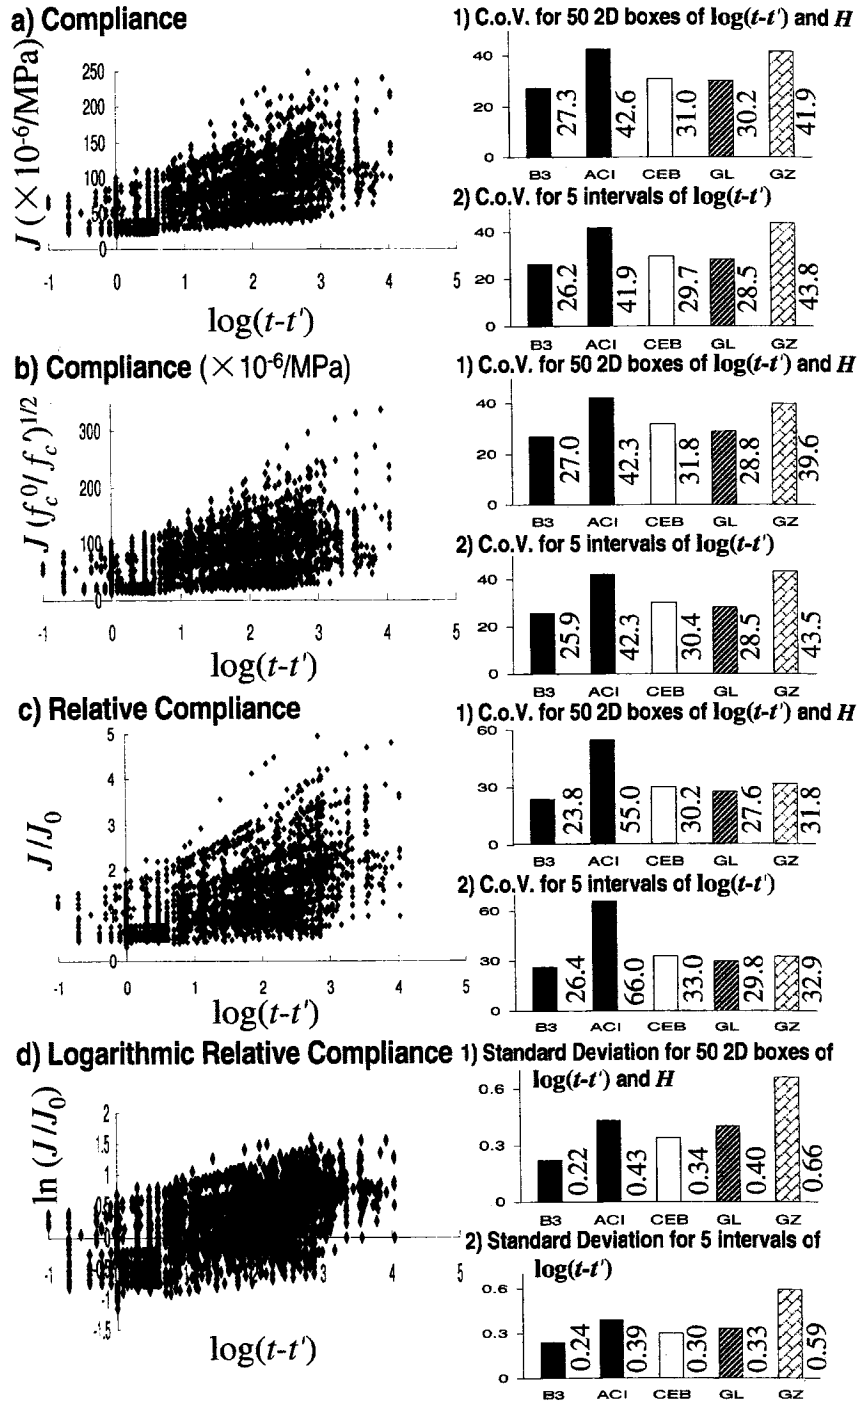 a) Compliance
J (×10⁻⁶/MPa)
250
200
150
100
50
0
-1 0 1 2 3 4 5
log(t-t')
1) C.o.V. for 50 2D boxes of log(t-t') and H
40
20
0
27.3 42.6 31.0 30.2 41.9
B3 ACI CEB GL GZ
2) C.o.V. for 5 intervals of log(t-t')
40
20
0
26.2 41.9 29.7 28.5 43.8
B3 ACI CEB GL GZ
b) Compliance (×10⁻⁶/MPa)
J (f_c⁰/f_c)^1/2
300
200
100
0
-1 0 1 2 3 4 5
log(t-t')
1) C.o.V. for 50 2D boxes of log(t-t') and H
40
20
0
27.0 42.3 31.8 28.8 39.6
B3 ACI CEB GL GZ
2) C.o.V. for 5 intervals of log(t-t')
40
20
0
25.9 42.3 30.4 28.5 43.5
B3 ACI CEB GL GZ
c) Relative Compliance
J/J₀
5
4
3
2
1
0
-1 0 1 2 3 4 5
log(t-t')
1) C.o.V. for 50 2D boxes of log(t-t') and H
60
30
0
23.8 55.0 30.2 27.6 31.8
B3 ACI CEB GL GZ
2) C.o.V. for 5 intervals of log(t-t')
60
30
0
26.4 66.0 33.0 29.8 32.9
B3 ACI CEB GL GZ
d) Logarithmic Relative Compliance
ln (J/J₀)
2
1.5
1
0.5
0
-1.5
-1 3 4 5
log(t-t')
1) Standard Deviation for 50 2D boxes of
log(t-t') and H
0.6
0.3
0
0.22 0.43 0.34 0.40 0.66
B3 ACI CEB GL GZ
2) Standard Deviation for 5 intervals of
log(t-t')
0.6
0.3
0
0.24 0.39 0.30 0.33 0.59
B3 ACI CEB GL GZ